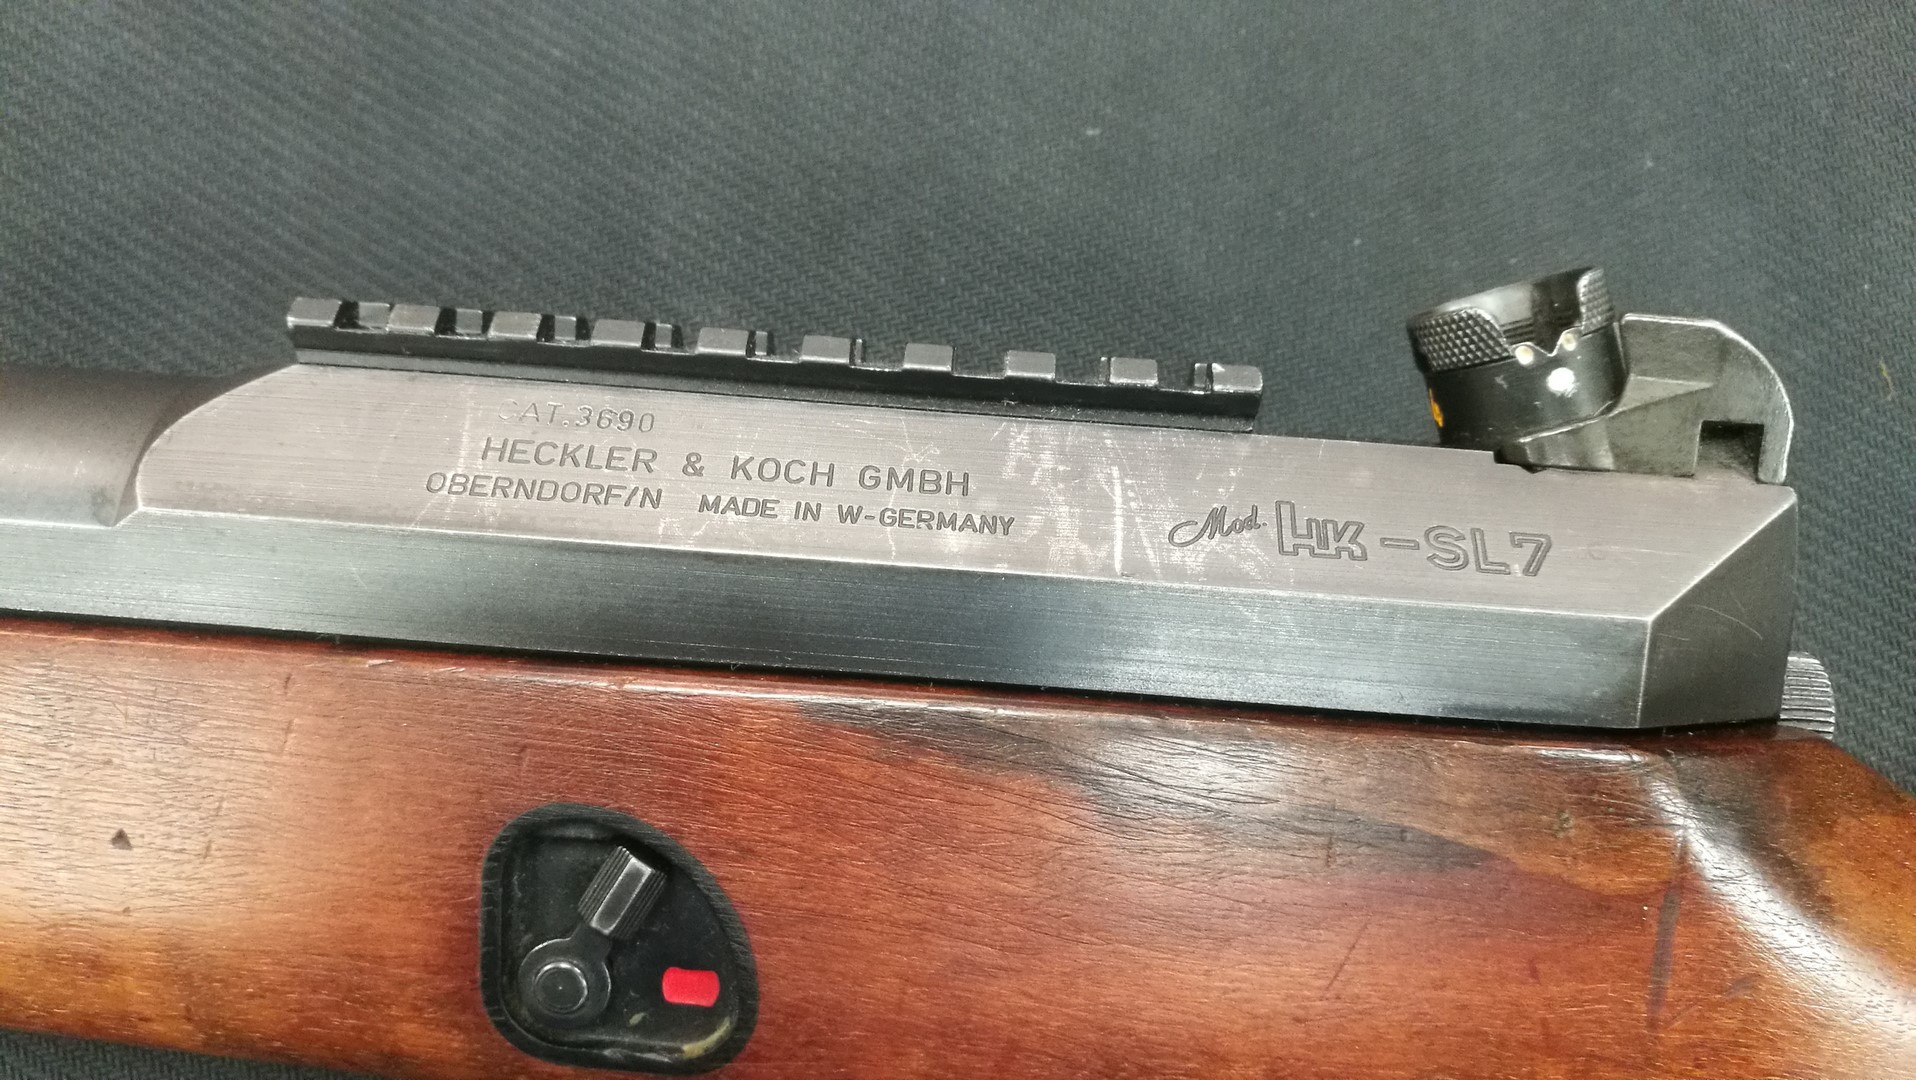 CAT.3690
HECKLER & KOCH GMBH
OBERNDORF/N MADE IN W-GERMANY
Mod. HK-SL7